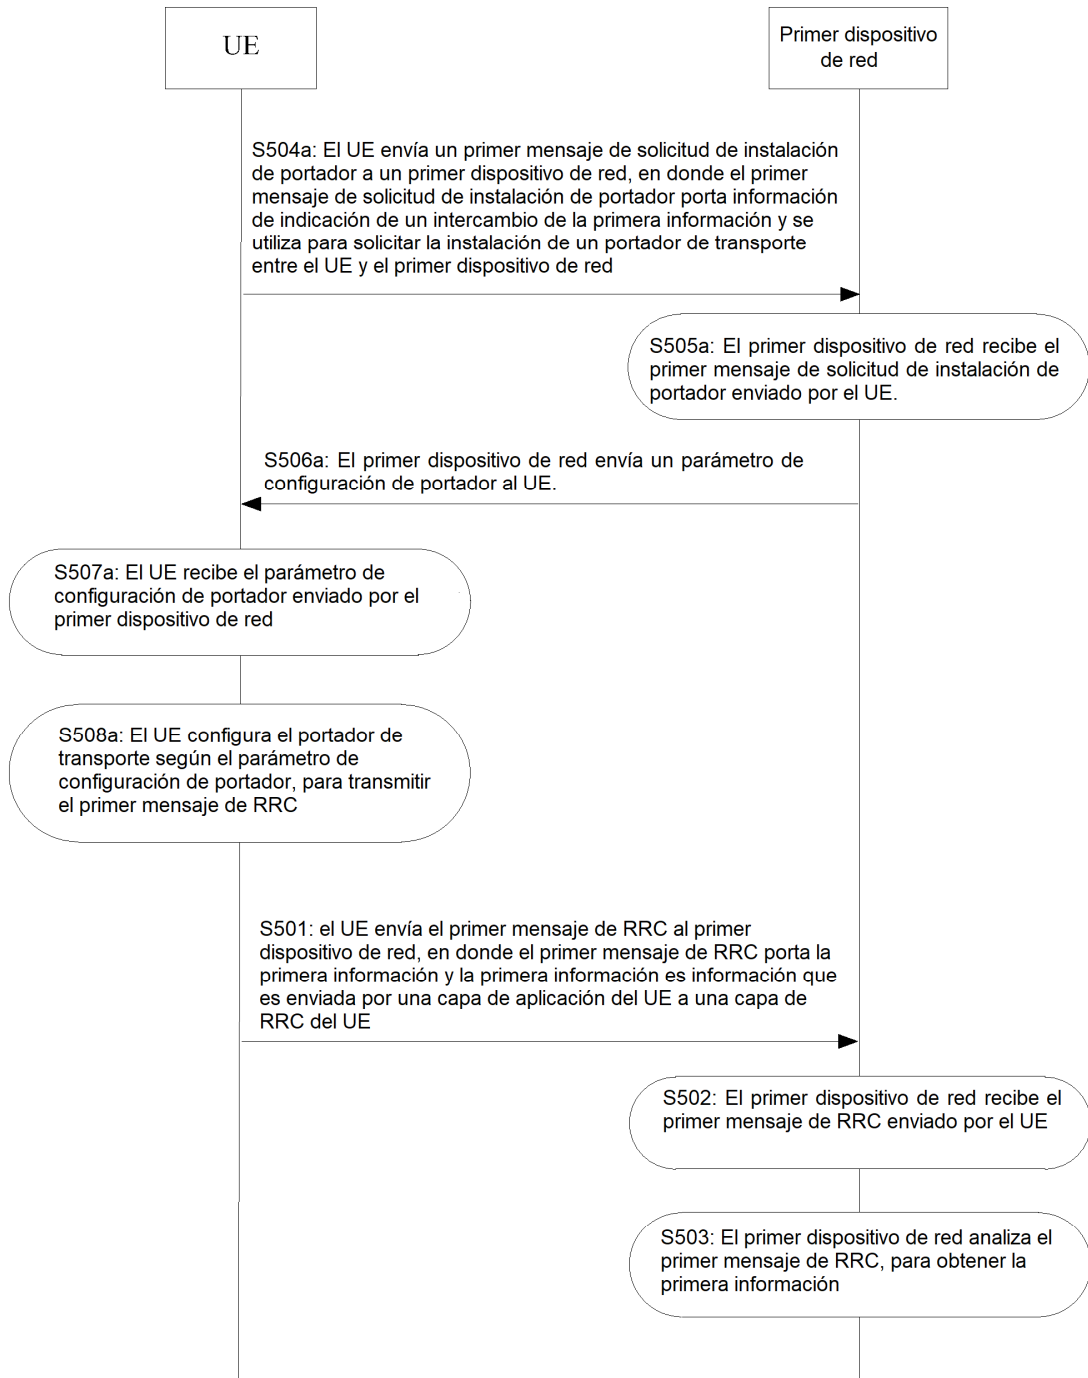 UE
Primer dispositivo
de red
S504a: El UE envía un primer mensaje de solicitud de instalación
de portador a un primer dispositivo de red, en donde el primer
mensaje de solicitud de instalación de portador porta información
de indicación de un intercambio de la primera información y se
utiliza para solicitar la instalación de un portador de transporte
entre el UE y el primer dispositivo de red
S505a: El primer dispositivo de red recibe el
primer mensaje de solicitud de instalación de
portador enviado por el UE.
S506a: El primer dispositivo de red envía un parámetro de
configuración de portador al UE.
S507a: El UE recibe el parámetro de
configuración de portador enviado por el
primer dispositivo de red
S508a: El UE configura el portador de
transporte según el parámetro de
configuración de portador, para transmitir
el primer mensaje de RRC
S501: el UE envía el primer mensaje de RRC al primer
dispositivo de red, en donde el primer mensaje de RRC porta la
primera información y la primera información es información que
es enviada por una capa de aplicación del UE a una capa de
RRC del UE
S502: El primer dispositivo de red recibe el
primer mensaje de RRC enviado por el UE
S503: El primer dispositivo de red analiza el
primer mensaje de RRC, para obtener la
primera información